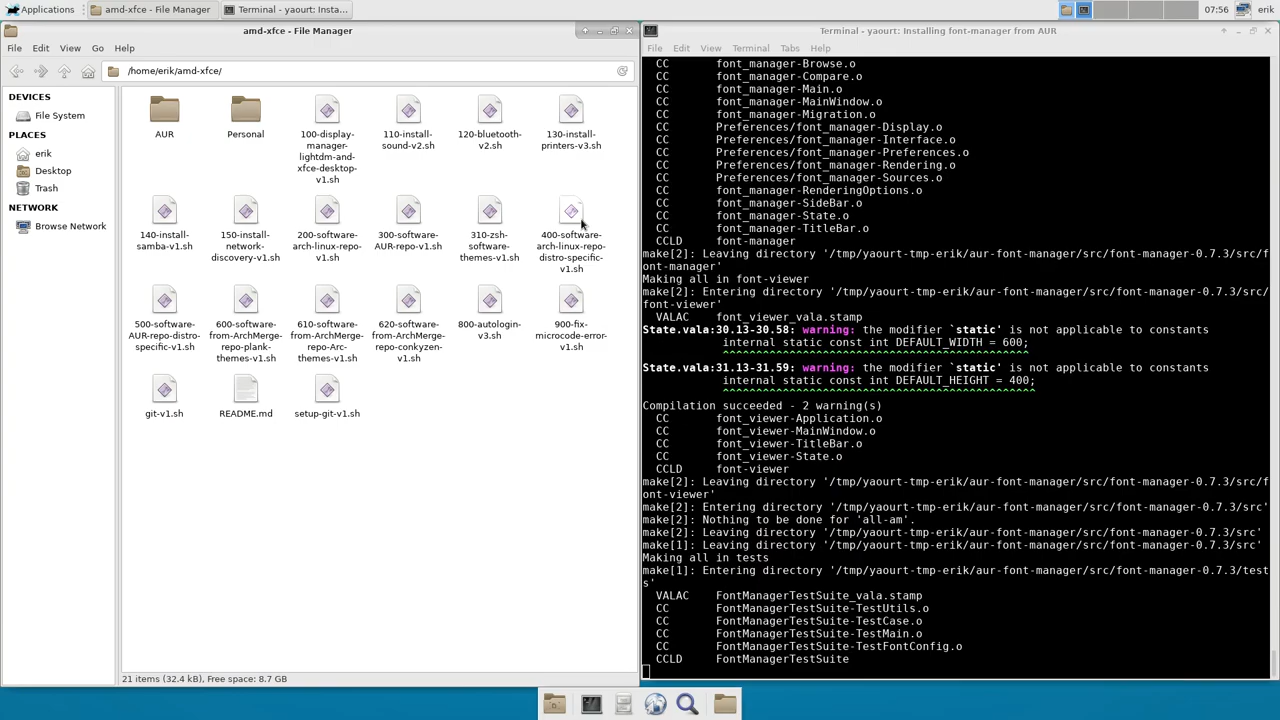 Applications
amd-xfce - File Manager
Terminal - yaourt: Insta...
07:56
erik
amd-xfce - File Manager
File Edit View Go Help
/home/erik/amd-xfce/
DEVICES
File System
PLACES
erik
Desktop
Trash
NETWORK
Browse Network
AUR
Personal
100-display-
manager-
lightdm-and-
xfce-desktop-
v1.sh
110-install-
sound-v2.sh
120-bluetooth-
v2.sh
130-install-
printers-v3.sh
140-install-
samba-v1.sh
150-install-
network-
discovery-v1.sh
200-software-
arch-linux-repo-
v1.sh
300-software-
AUR-repo-v1.sh
310-zsh-
software-
themes-v1.sh
400-software-
arch-linux-repo-
distro-specific-
v1.sh
500-software-
AUR-repo-distro-
specific-v1.sh
600-software-
from-ArchMerge-
repo-plank-
themes-v1.sh
610-software-
from-ArchMerge-
repo-Arc-
themes-v1.sh
620-software-
from-ArchMerge-
repo-conkyzen-
v1.sh
800-autologin-
v3.sh
900-fix-
microcode-error-
v1.sh
git-v1.sh
README.md
setup-git-v1.sh
21 items (32.4 kB), Free space: 8.7 GB
Terminal - yaourt: Installing font-manager from AUR
File Edit View Terminal Tabs Help
CC font_manager-Browse.o
CC font_manager-Compare.o
CC font_manager-Main.o
CC font_manager-MainWindow.o
CC font_manager-Migration.o
CC Preferences/font_manager-Display.o
CC Preferences/font_manager-Interface.o
CC Preferences/font_manager-Preferences.o
CC Preferences/font_manager-Rendering.o
CC Preferences/font_manager-Sources.o
CC font_manager-RenderingOptions.o
CC font_manager-SideBar.o
CC font_manager-State.o
CC font_manager-TitleBar.o
CCLD font-manager
make[2]: Leaving directory '/tmp/yaourt-tmp-erik/aur-font-manager/src/font-manager-0.7.3/src/f
ont-manager'
Making all in font-viewer
make[2]: Entering directory '/tmp/yaourt-tmp-erik/aur-font-manager/src/font-manager-0.7.3/src/
font-viewer'
VALAC font_viewer_vala.stamp
State.vala:30.13-30.58: warning: the modifier `static' is not applicable to constants
internal static const int DEFAULT_WIDTH = 600;
^^^^^^^^^^^^^^^^^^^^^^^^^^^^^^^^^^^^^^^^^^^^^^
State.vala:31.13-31.59: warning: the modifier `static' is not applicable to constants
internal static const int DEFAULT_HEIGHT = 400;
^^^^^^^^^^^^^^^^^^^^^^^^^^^^^^^^^^^^^^^^^^^^^^^
Compilation succeeded - 2 warning(s)
CC font_viewer-Application.o
CC font_viewer-MainWindow.o
CC font_viewer-TitleBar.o
CC font_viewer-State.o
CCLD font-viewer
make[2]: Leaving directory '/tmp/yaourt-tmp-erik/aur-font-manager/src/font-manager-0.7.3/src/f
ont-viewer'
make[2]: Entering directory '/tmp/yaourt-tmp-erik/aur-font-manager/src/font-manager-0.7.3/src'
make[2]: Nothing to be done for 'all-am'.
make[2]: Leaving directory '/tmp/yaourt-tmp-erik/aur-font-manager/src/font-manager-0.7.3/src'
make[1]: Leaving directory '/tmp/yaourt-tmp-erik/aur-font-manager/src/font-manager-0.7.3/src'
Making all in tests
make[1]: Entering directory '/tmp/yaourt-tmp-erik/aur-font-manager/src/font-manager-0.7.3/test
s'
VALAC FontManagerTestSuite_vala.stamp
CC FontManagerTestSuite-TestUtils.o
CC FontManagerTestSuite-TestCase.o
CC FontManagerTestSuite-TestMain.o
CC FontManagerTestSuite-TestFontConfig.o
CCLD FontManagerTestSuite